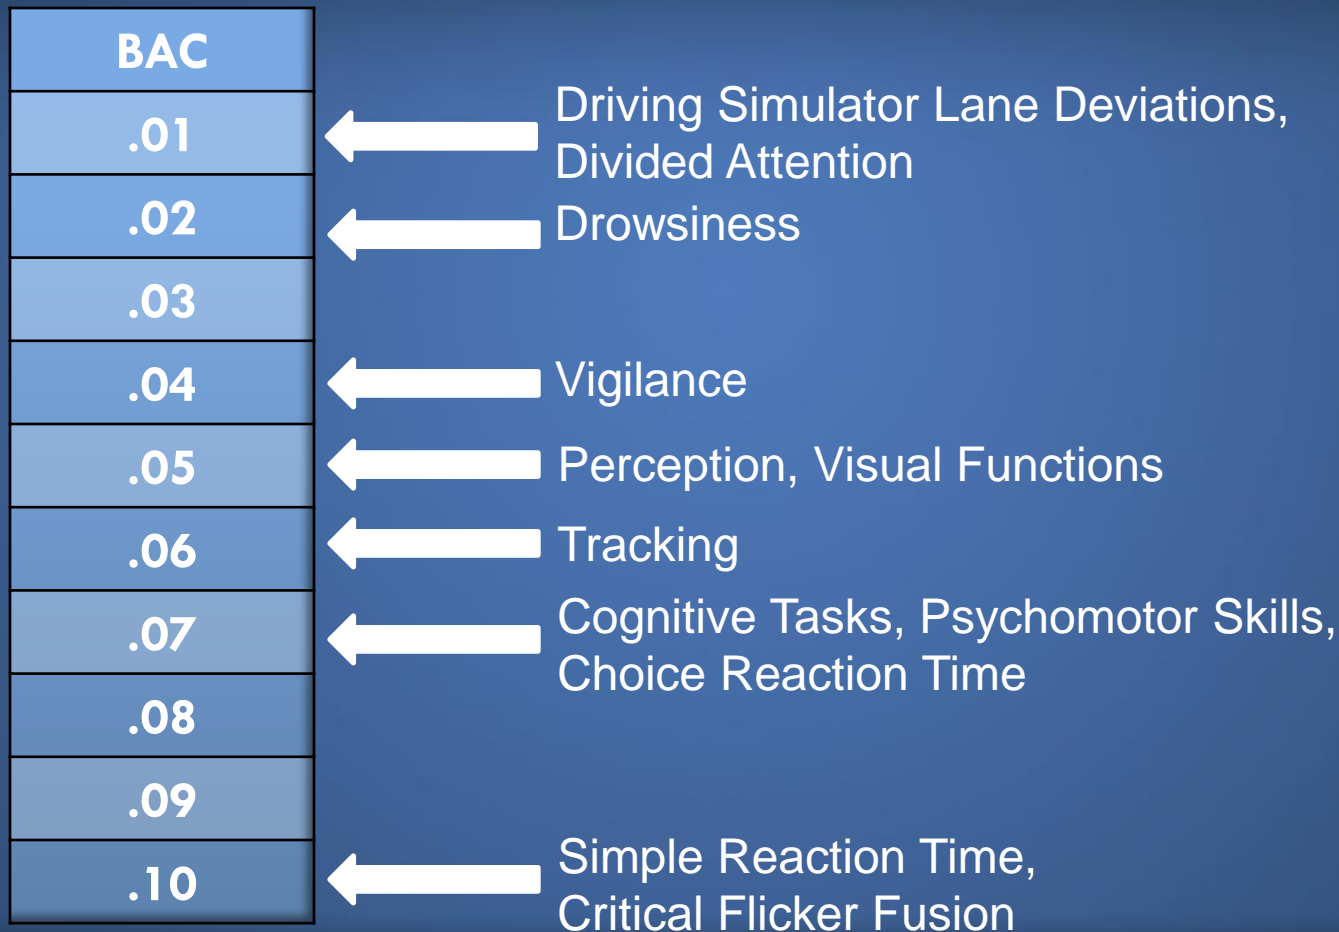 BAC
.01
Driving Simulator Lane Deviations,
Divided Attention
.02
Drowsiness
.03
.04
Vigilance
.05
Perception, Visual Functions
.06
Tracking
.07
Cognitive Tasks, Psychomotor Skills,
Choice Reaction Time
.08
.09
.10
Simple Reaction Time,
Critical Flicker Fusion